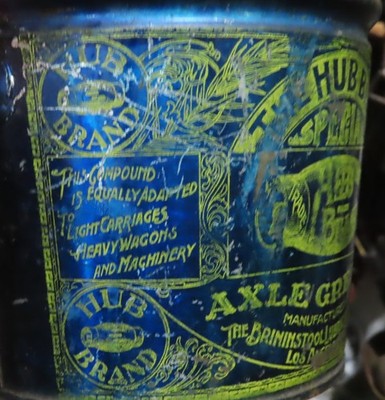 HUB
BRAND
THE HUB
SPECIAL
THIS COMPOUND
IS EQUALLY ADAPTED
TO
LIGHT CARRIAGES
HEAVY WAGONS
AND MACHINERY
AXLE GRE
MANUFACT
THE BRININSTOOL
LOS
HUB
BRAND